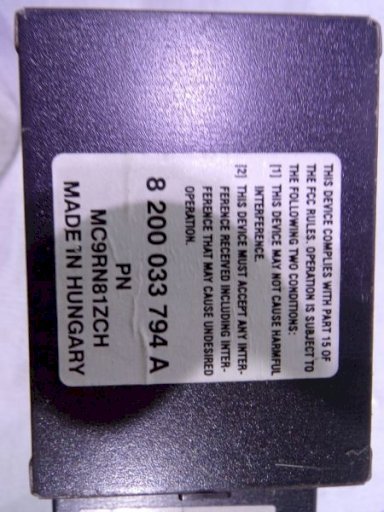 THIS DEVICE COMPLIES WITH PART 15 OF
THE FCC RULES. OPERATION IS SUBJECT TO
THE FOLLOWING TWO CONDITIONS:
[1] THIS DEVICE MAY NOT CAUSE HARMFUL
INTERFERENCE.
[2] THIS DEVICE MUST ACCEPT ANY INTER-
FERENCE RECEIVED INCLUDING INTER-
FERENCE THAT MAY CAUSE UNDESIRED
OPERATION.
8 200 033 794 A
PN
MC9RN81ZCH
MADE IN HUNGARY